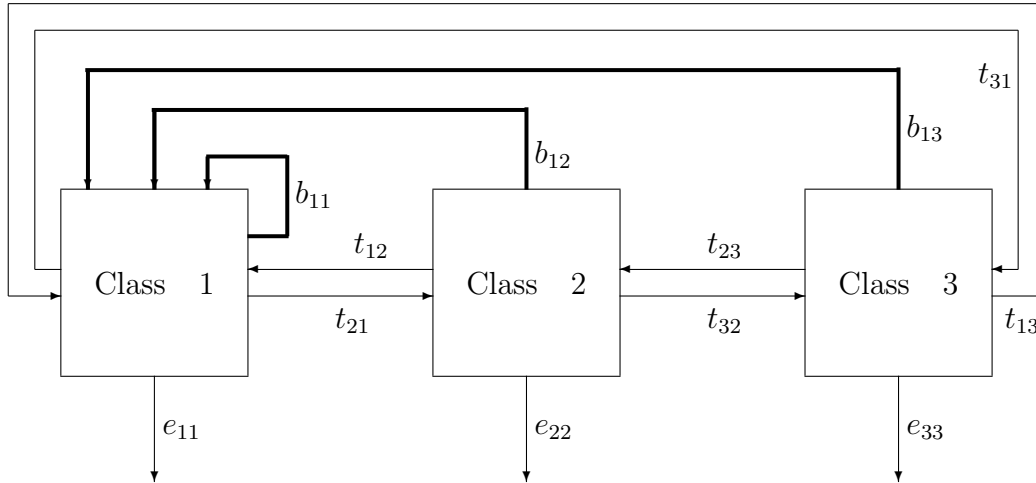 t31
b13
b12
b11
Class 1
t12
t21
Class 2
t23
t32
Class 3
t13
e11
e22
e33